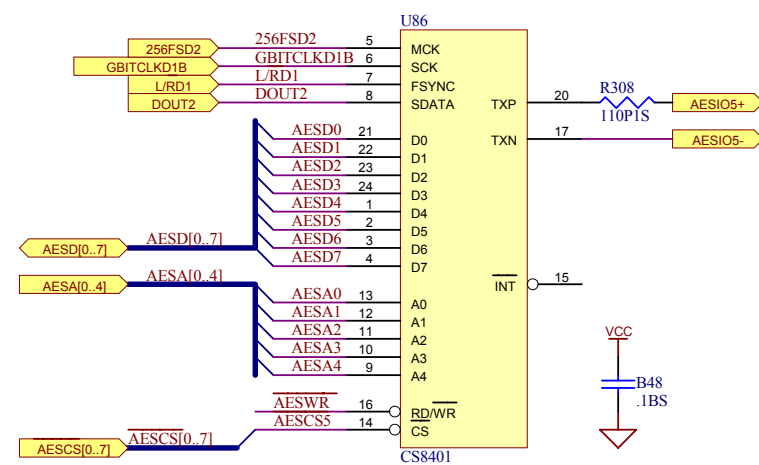 U86
256FSD2 256FSD2 5 MCK
GBITCLKD1B GBITCLKD1B 6 SCK
L/RD1 L/RD1 7 FSYNC
DOUT2 DOUT2 8 SDATA TXP 20 R308 110P1S AESIO5+
AESD0 21 D0 TXN 17 AESIO5-
AESD1 22 D1
AESD2 23 D2
AESD3 24 D3
AESD4 1 D4
AESD5 2 D5
AESD6 3 D6
AESD7 4 D7
AESD[0..7] AESD[0..7]
INT 15
AESA[0..4] AESA[0..4]
AESA0 13 A0
AESA1 12 A1
AESA2 11 A2
AESA3 10 A3
AESA4 9 A4
VCC
B48
.1BS
AESWR 16 RD/WR
AESCS5 14 CS
AESCS[0..7] AESCS[0..7]
CS8401